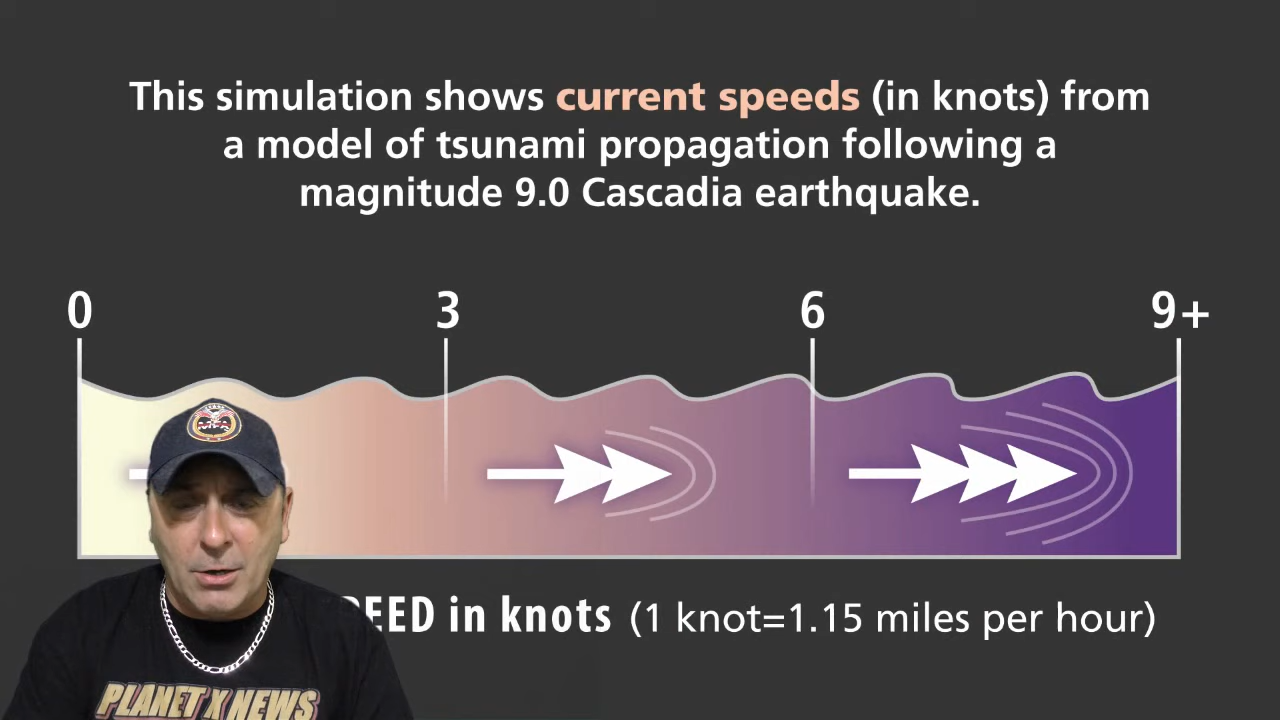 This simulation shows current speeds (in knots) from
a model of tsunami propagation following a
magnitude 9.0 Cascadia earthquake.
0 3 6 9+
in knots (1 knot=1.15 miles per hour)
PLANET X NEWS